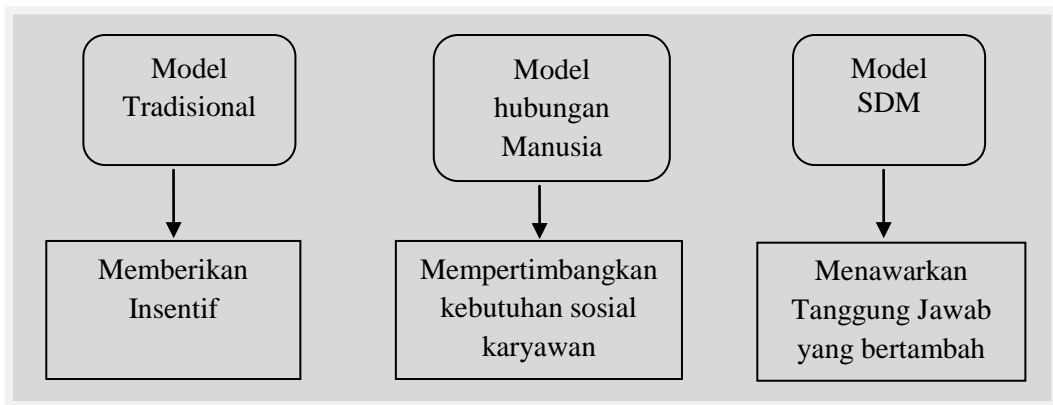 Model
Tradisional
Model
hubungan
Manusia
Model
SDM
Memberikan
Insentif
Mempertimbangkan
kebutuhan sosial
karyawan
Menawarkan
Tanggung Jawab
yang bertambah